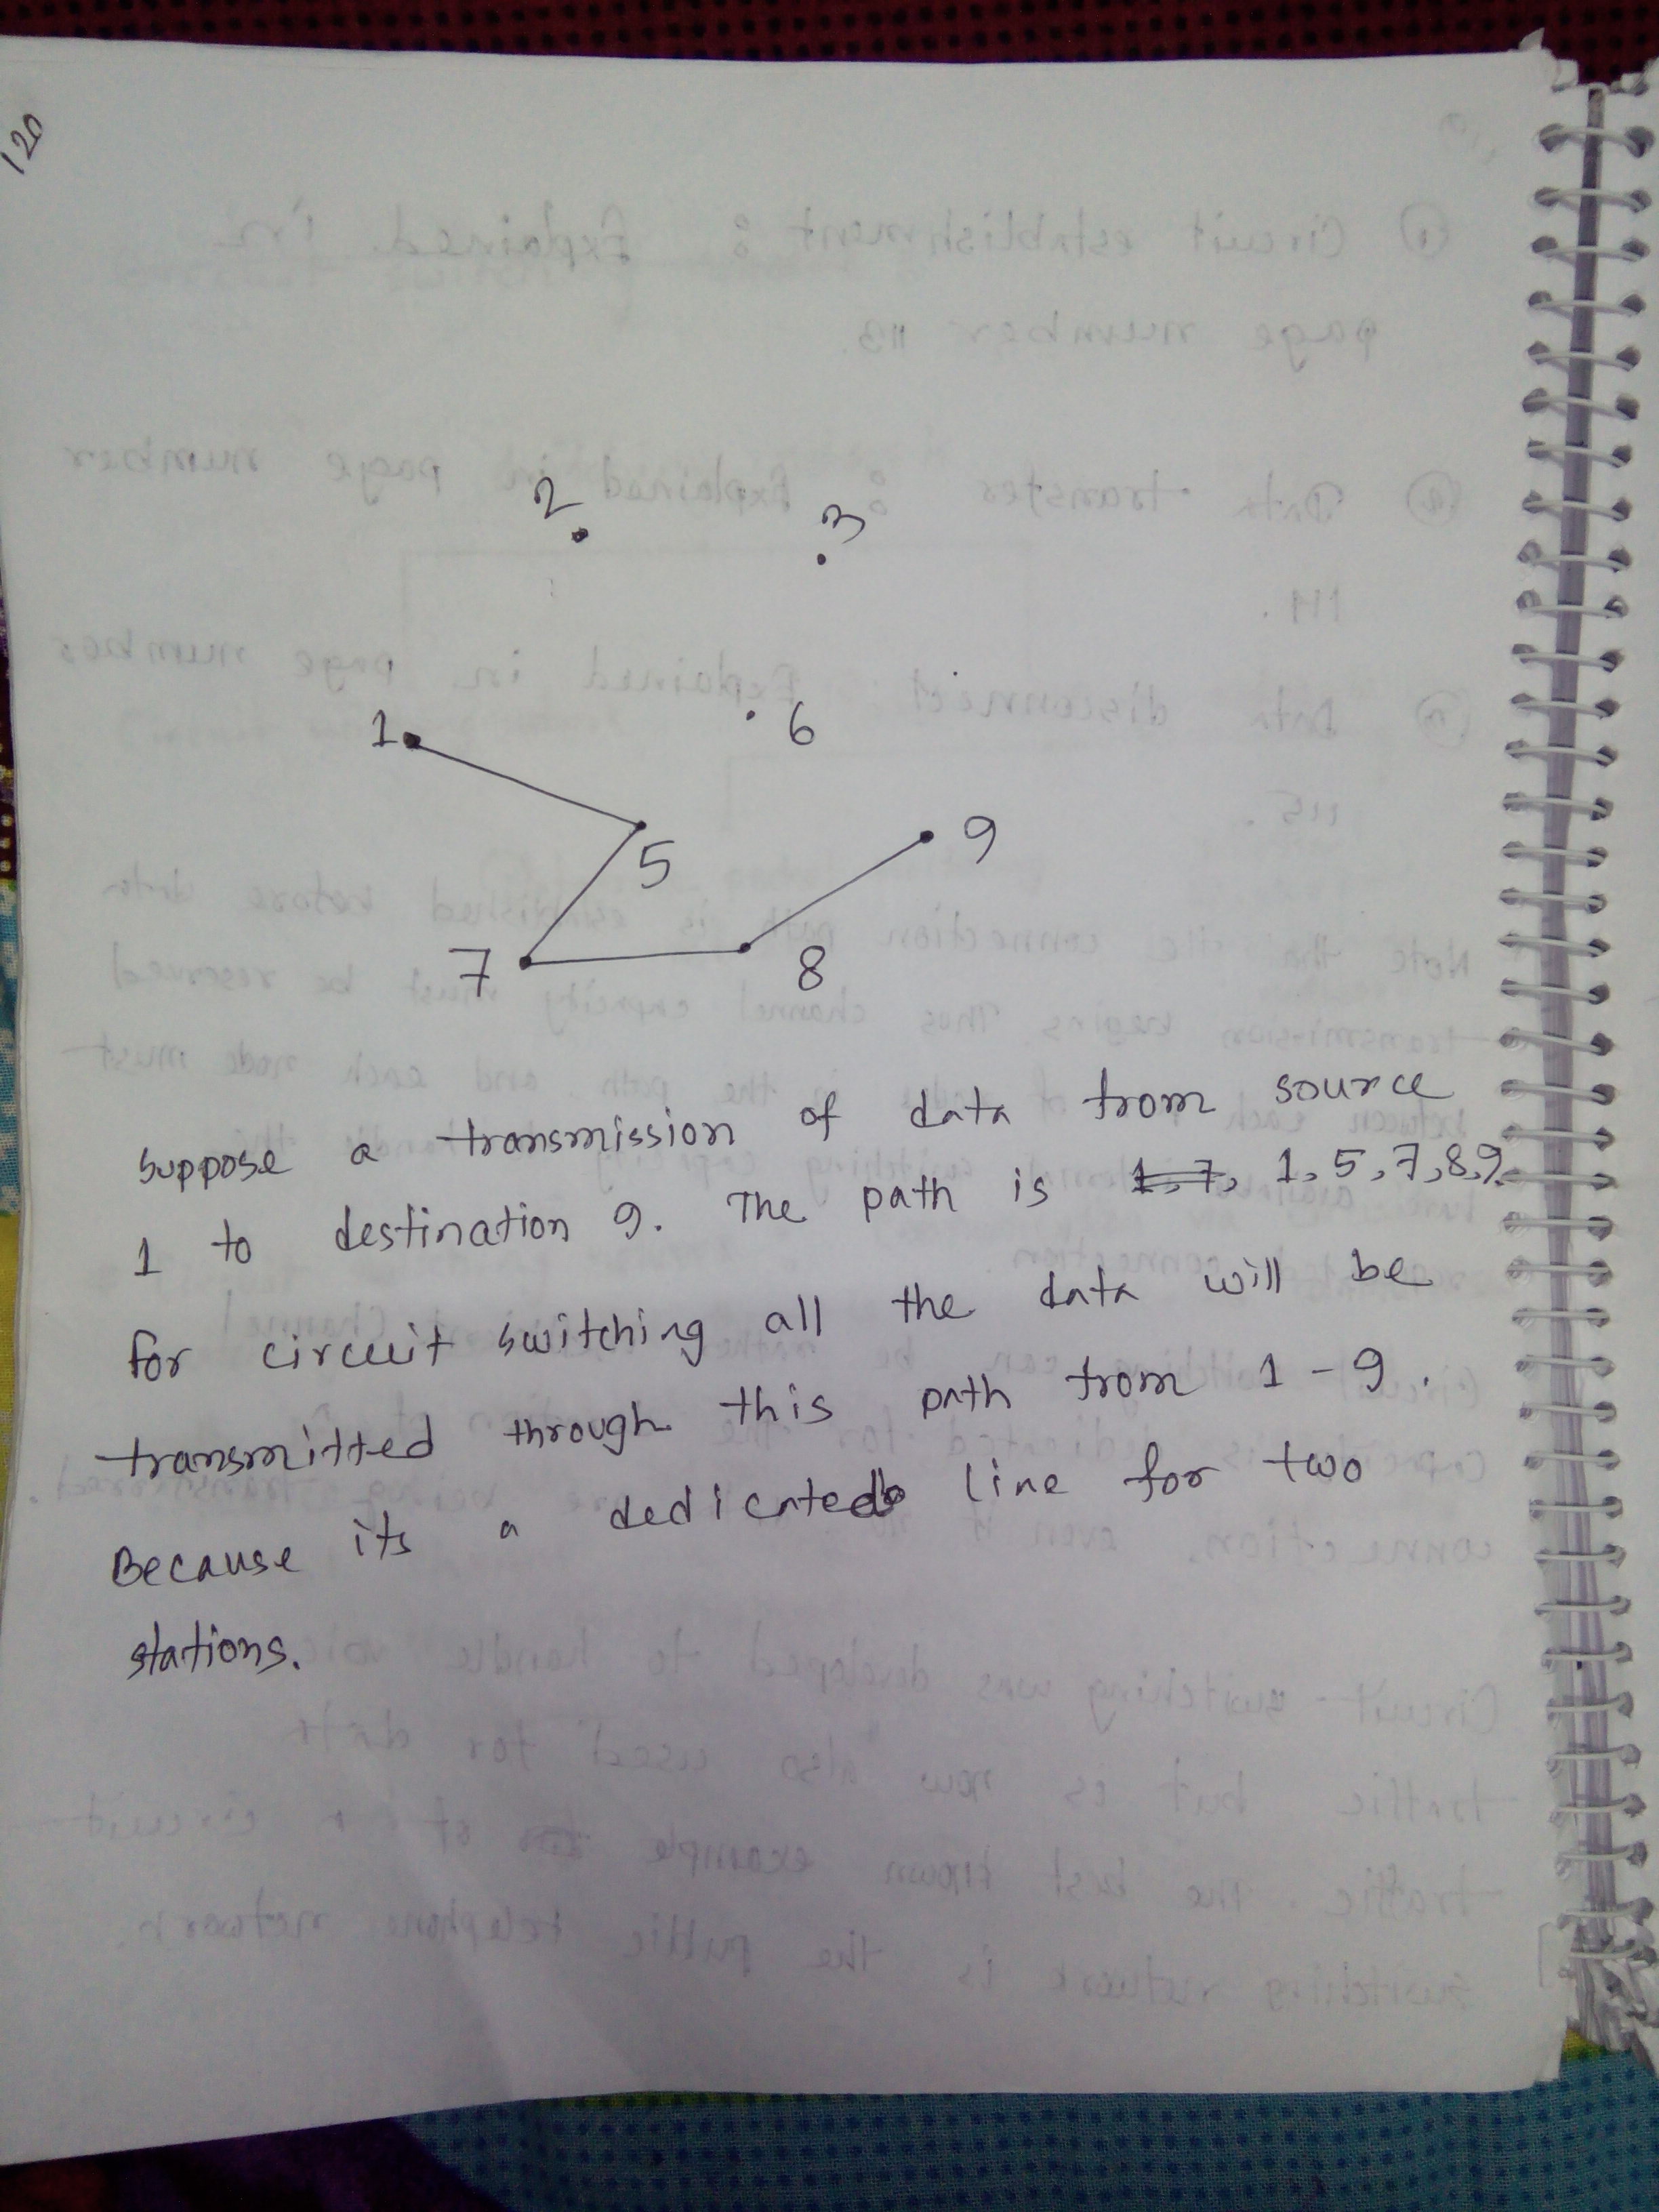 120
2
3
1
6
5
9
7
8
suppose a transmission of data from source
1 to destination 9. The path is 1, 7, 1, 5, 7, 8, 9.
for circuit switching all the data will be
transmitted through this path from 1 - 9.
Because its a dedicated line for two
stations.